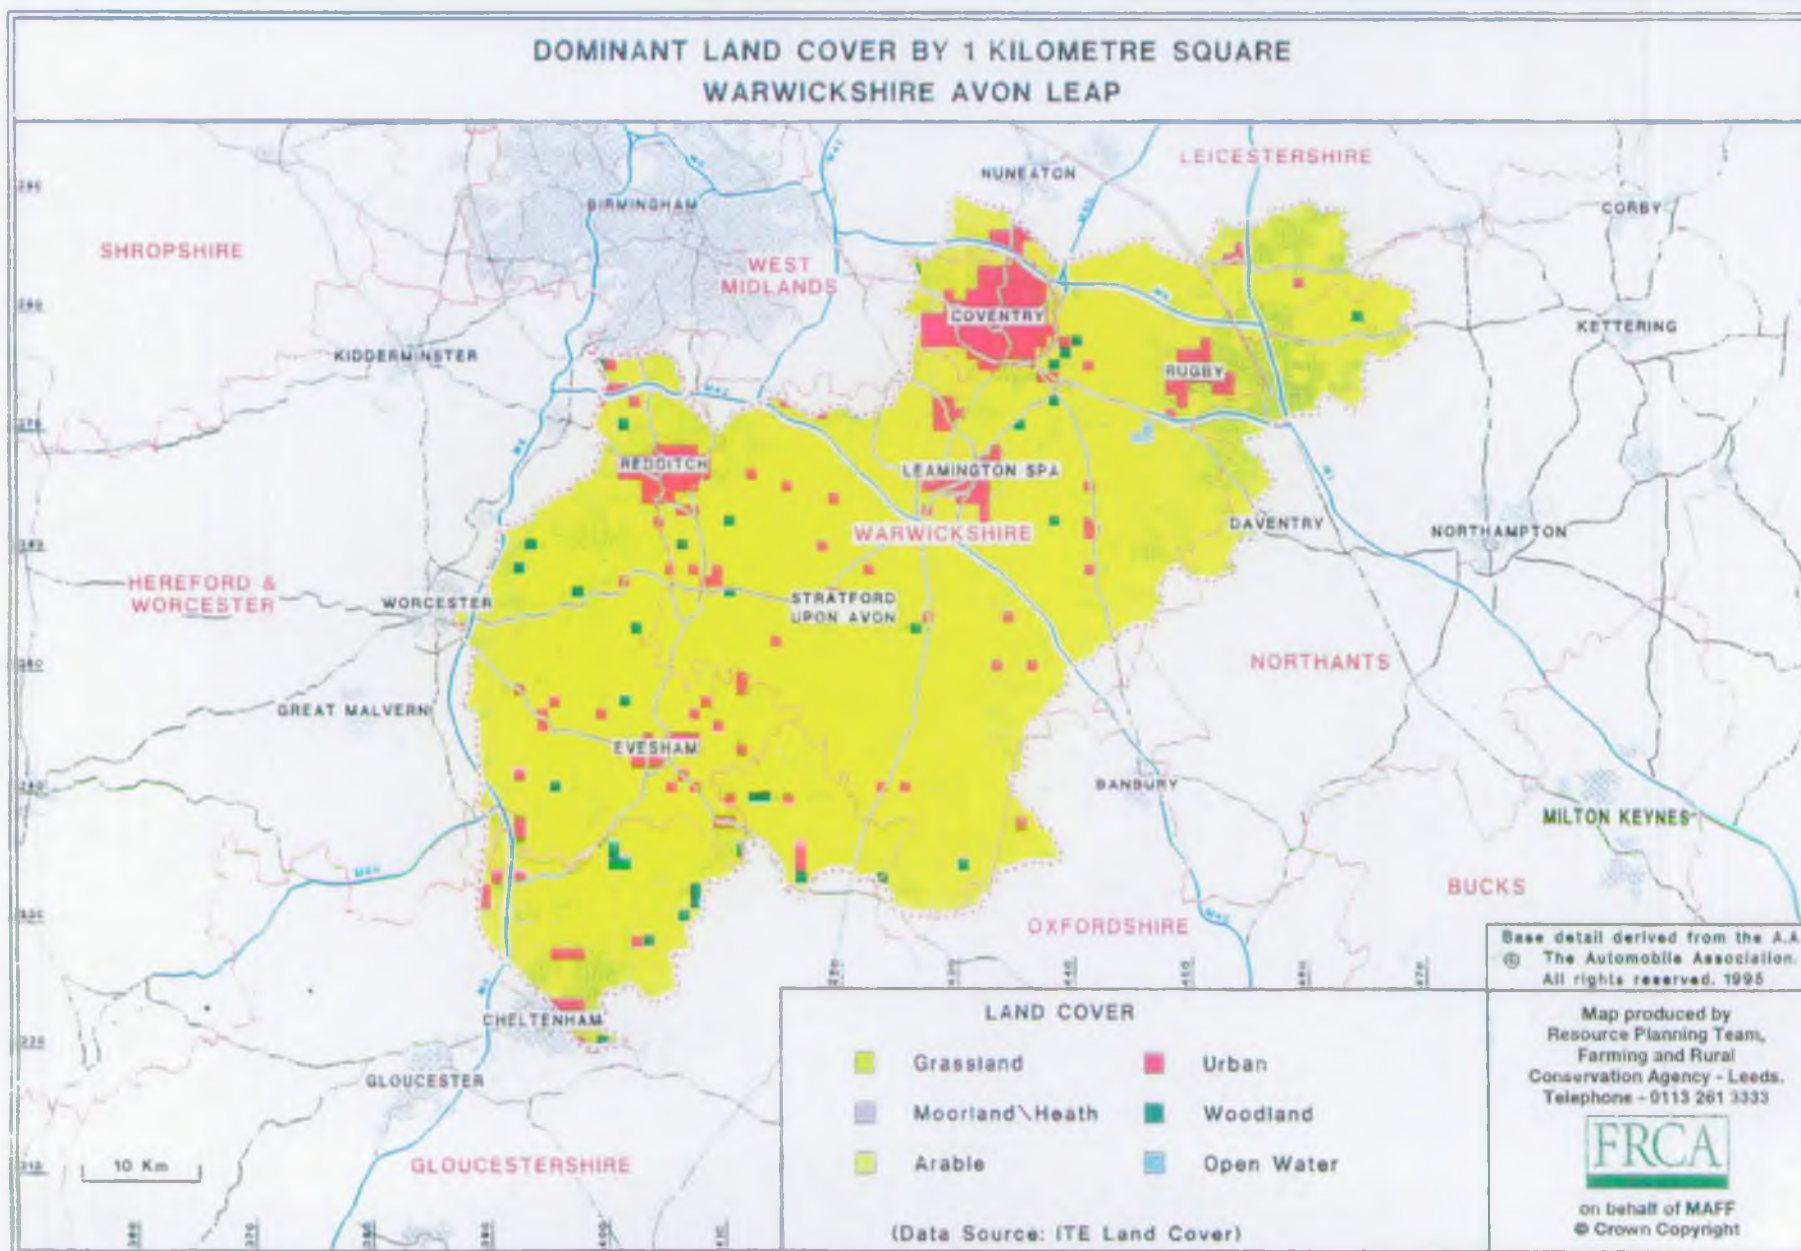 DOMINANT LAND COVER BY 1 KILOMETRE SQUARE
WARWICKSHIRE AVON LEAP
LEICESTERSHIRE
NUNEATON
BIRMINGHAM
CORBY
SHROPSHIRE
WEST
MIDLANDS
COVENTRY
KETTERING
KIDDERMINSTER
RUGBY
REDDITCH
LEAMINGTON SPA
WARWICKSHIRE
DAVENTRY
NORTHAMPTON
HEREFORD &
WORCESTER
WORCESTER
STRATFORD
UPON AVON
NORTHANTS
GREAT MALVERN
EVESHAM
BANBURY
MILTON KEYNES
BUCKS
OXFORDSHIRE
CHELTENHAM
GLOUCESTER
GLOUCESTERSHIRE
10 Km
LAND COVER
Grassland
Urban
Moorland\Heath
Woodland
Arable
Open Water
(Data Source: ITE Land Cover)
Base detail derived from the A.A.
© The Automobile Association.
All rights reserved. 1995
Map produced by
Resource Planning Team,
Farming and Rural
Conservation Agency - Leeds.
Telephone - 0113 261 3333
FRCA
on behalf of MAFF
© Crown Copyright